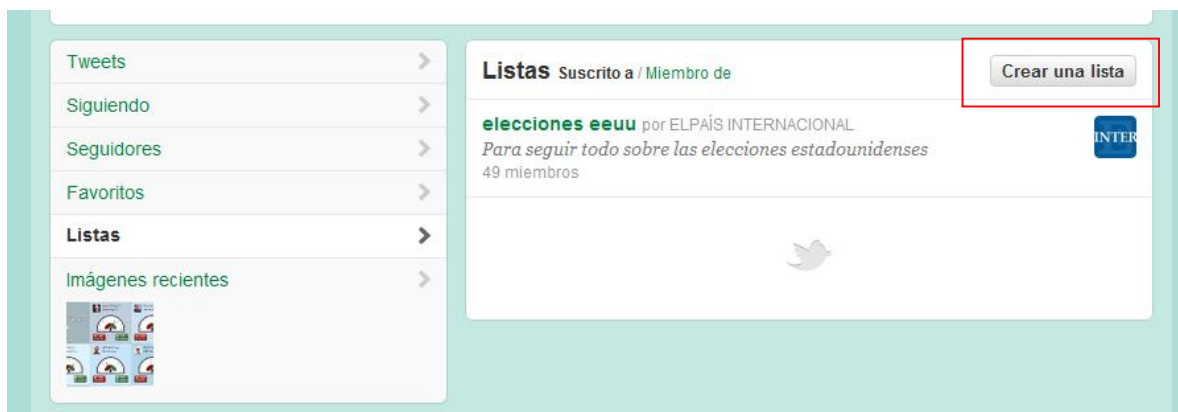 Tweets
Siguiendo
Seguidores
Favoritos
Listas
Imágenes recientes
Listas Suscrito a / Miembro de
Crear una lista
elecciones eeuu por ELPAÍS INTERNACIONAL
Para seguir todo sobre las elecciones estadounidenses
49 miembros
INTER